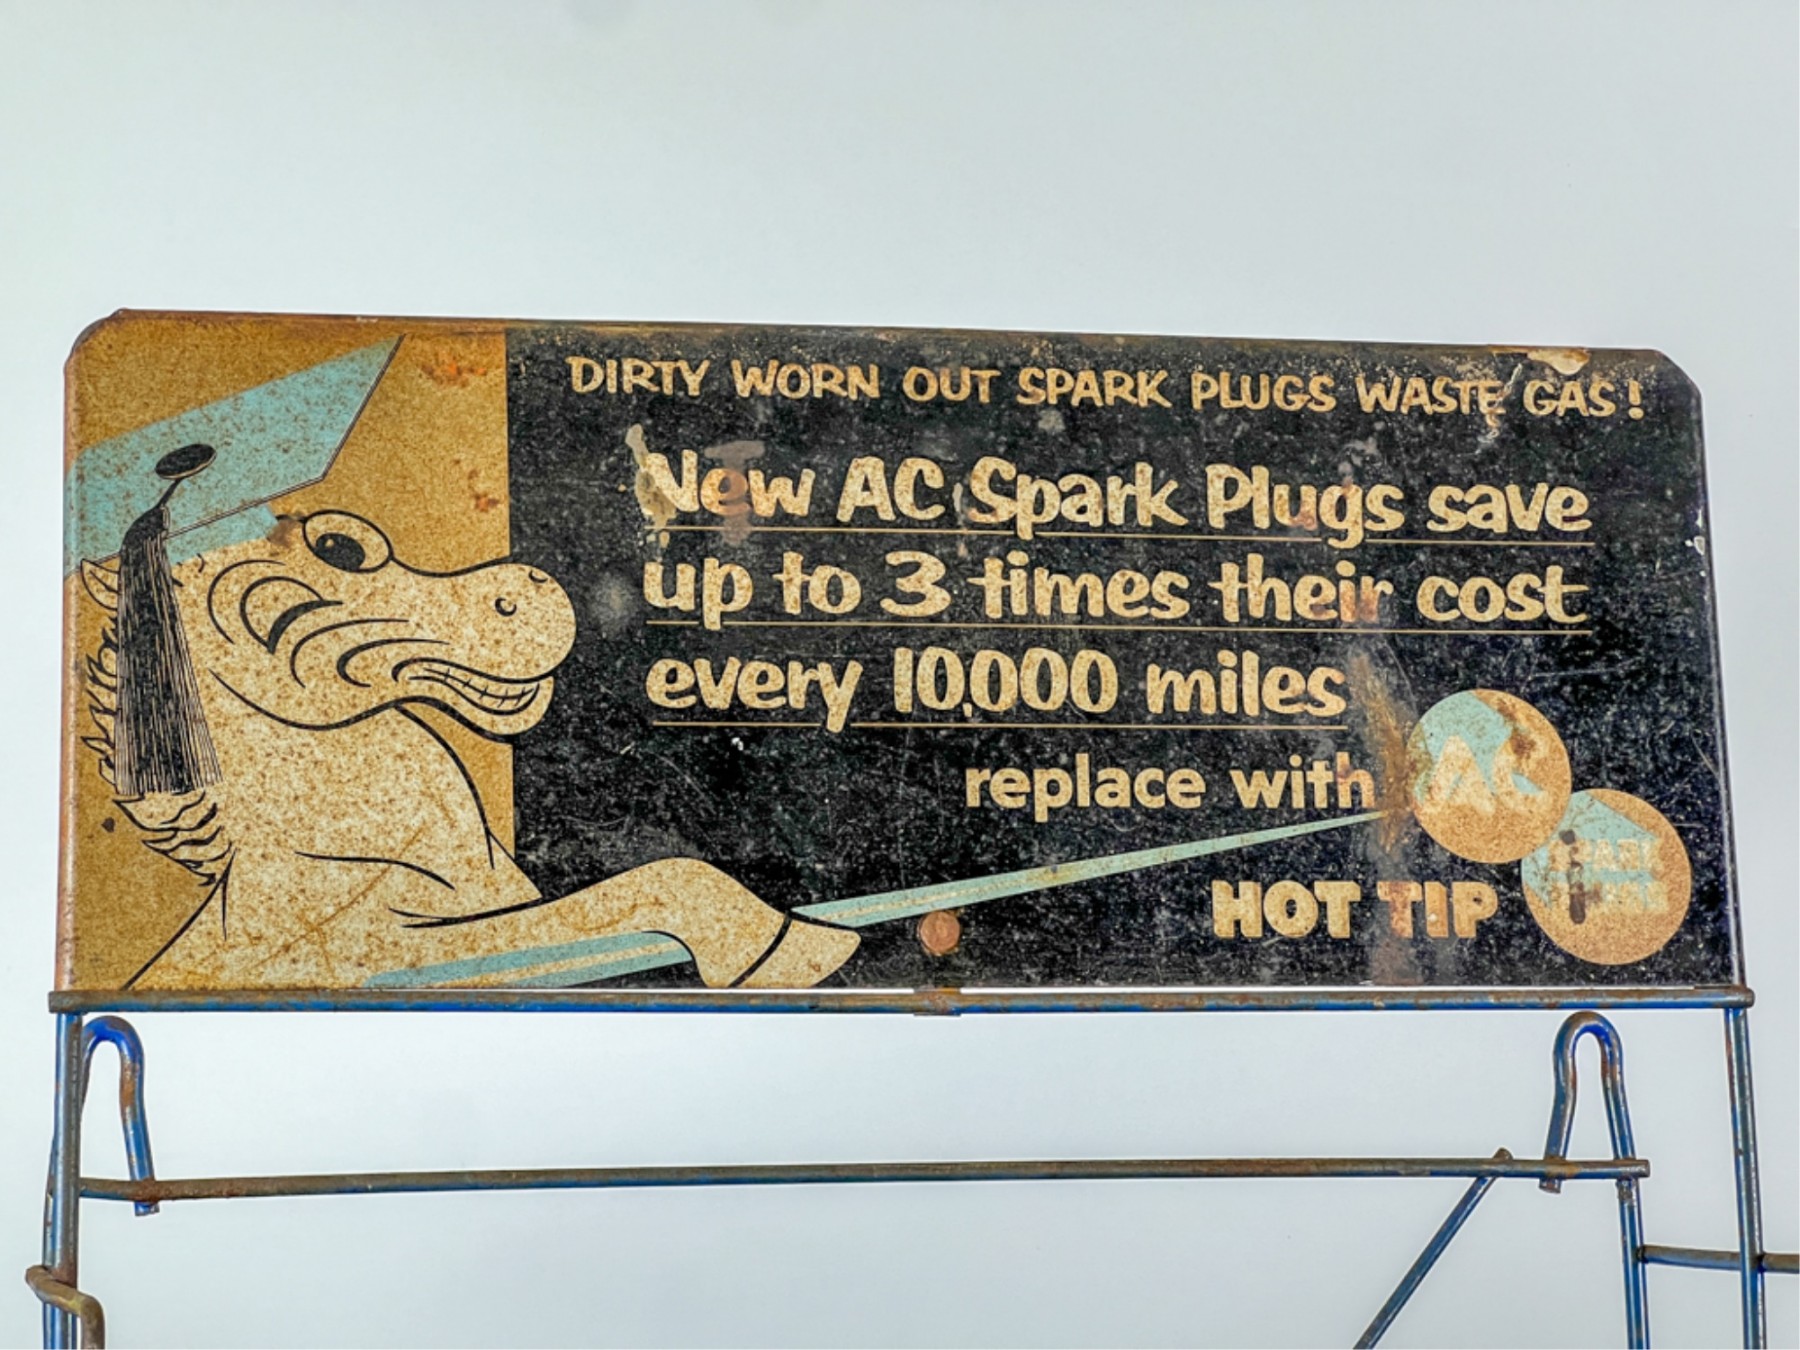 DIRTY WORN OUT SPARK PLUGS WASTE GAS!
New AC Spark Plugs save
up to 3 times their cost
every 10,000 miles
replace with AC
HOT TIP
SPARK